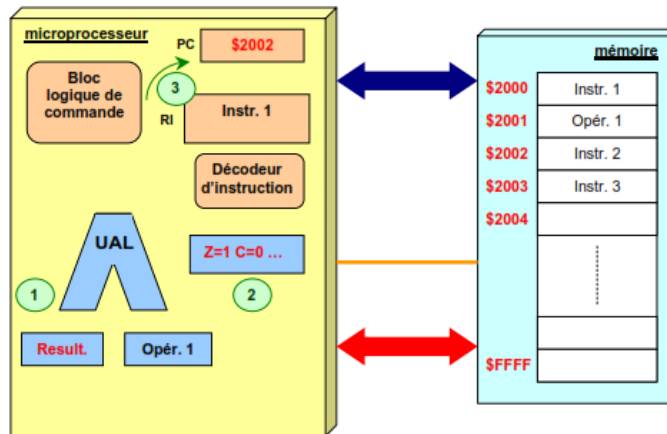 microprocesseur
PC
$2002
Bloc
logique de
commande
3
RI
Instr. 1
Décodeur
d'instruction
UAL
Z=1 C=0 ...
1
2
Result.
Opér. 1
mémoire
$2000
Instr. 1
$2001
Opér. 1
$2002
Instr. 2
$2003
Instr. 3
$2004
$FFFF